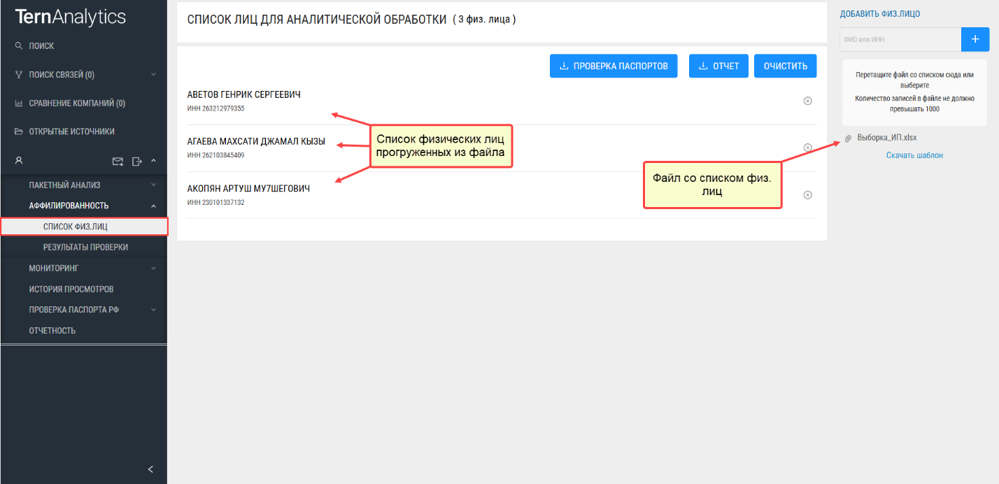 TernAnalytics
ПОИСК
ПОИСК СВЯЗЕЙ (0)
СРАВНЕНИЕ КОМПАНИЙ (0)
ОТКРЫТЫЕ ИСТОЧНИКИ
ПАКЕТНЫЙ АНАЛИЗ
АФФИЛИРОВАННОСТЬ
СПИСОК ФИЗ.ЛИЦ
РЕЗУЛЬТАТЫ ПРОВЕРКИ
МОНИТОРИНГ
ИСТОРИЯ ПРОСМОТРОВ
ПРОВЕРКА ПАСПОРТА РФ
ОТЧЕТНОСТЬ
СПИСОК ЛИЦ ДЛЯ АНАЛИТИЧЕСКОЙ ОБРАБОТКИ ( 3 физ. лица )
ПРОВЕРКА ПАСПОРТОВ ОТЧЕТ ОЧИСТИТЬ
АВЕТОВ ГЕНРИК СЕРГЕЕВИЧ
ИНН 263212979355
АГАЕВА МАХСАТИ ДЖАМАЛ КЫЗЫ
ИНН 262103845409
АКОПЯН АРТУШ МУ7ШЕГОВИЧ
ИНН 230101337132
Список физических лиц
прогруженных из файла
Файл со списком физ.
лиц
ДОБАВИТЬ ФИЗ.ЛИЦО
ФИО или ИНН
Перетащите файл со списком сюда или
выберите
Количество записей в файле не должно
превышать 1000
Выборка_ИП.xlsx
Скачать шаблон